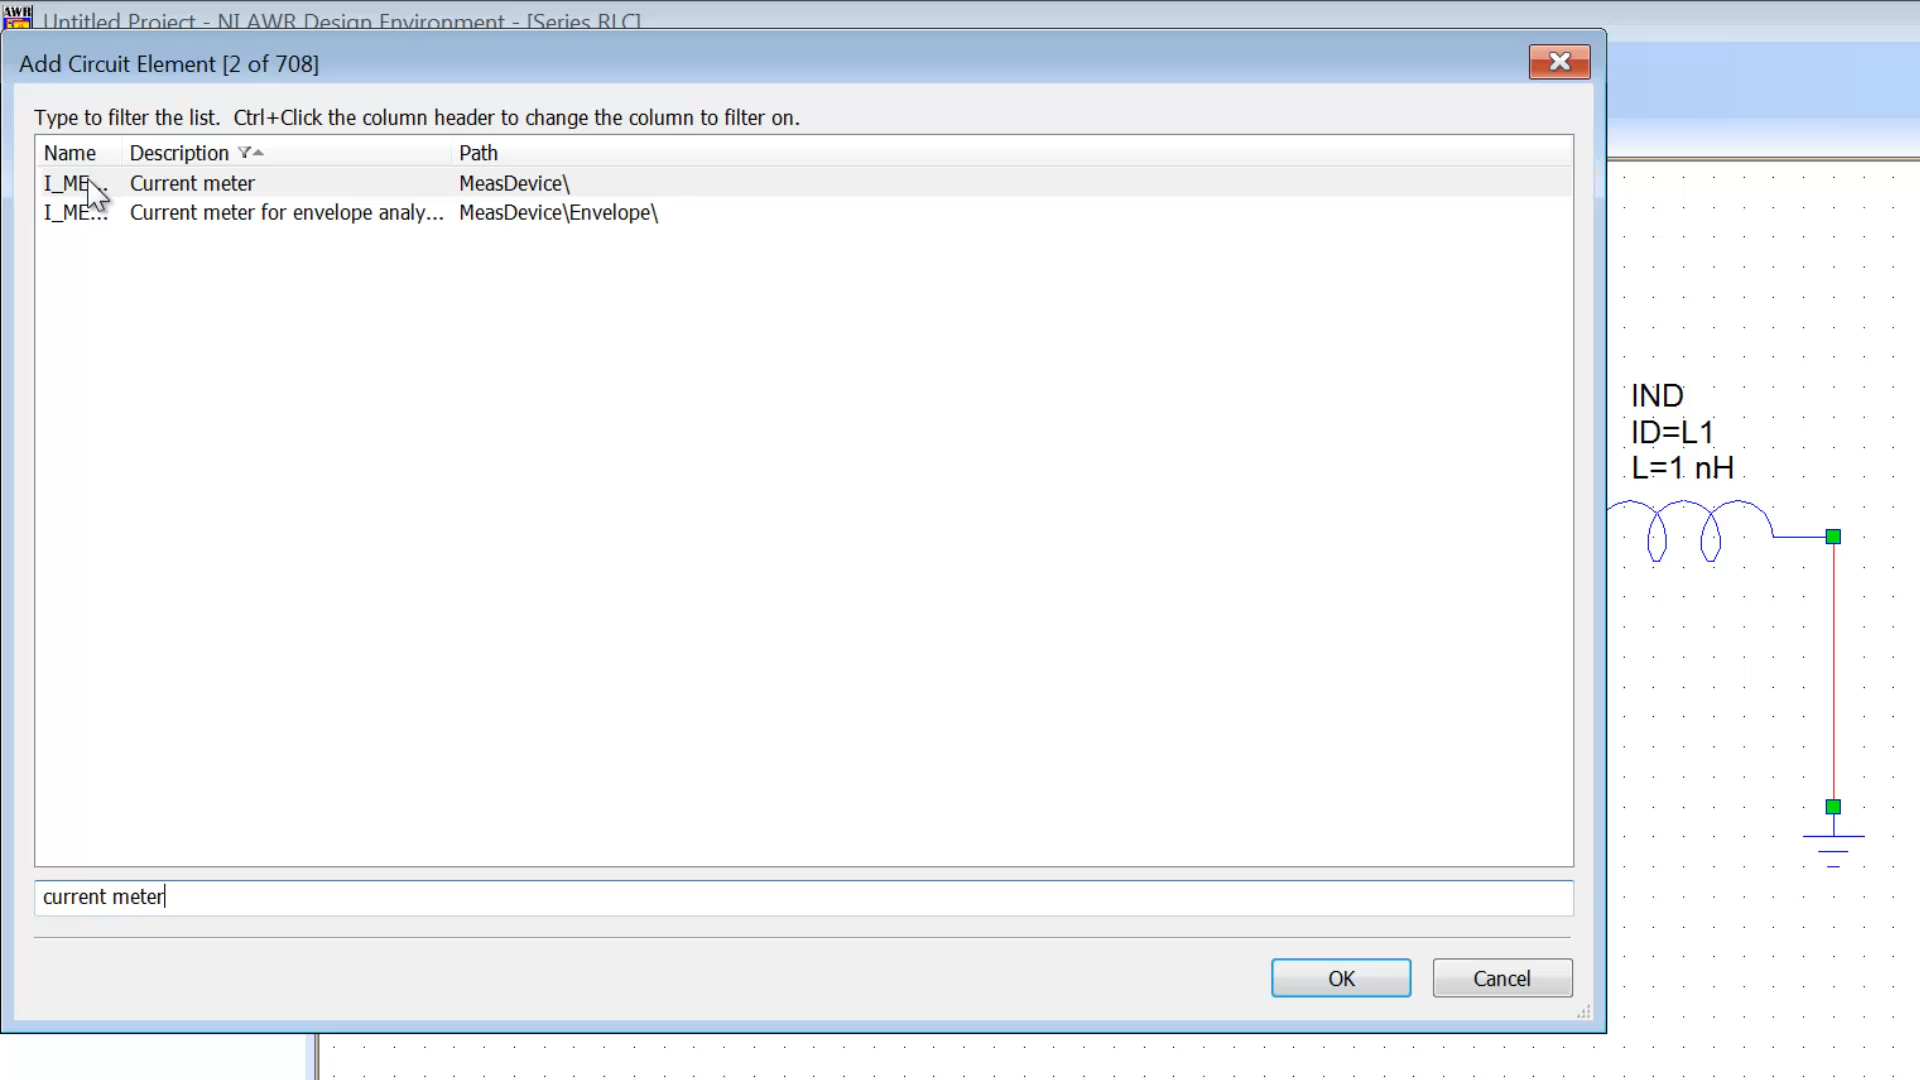 AWR Untitled Project - NI AWR Design Environment - [Series RLC]
Add Circuit Element [2 of 708]
Type to filter the list. Ctrl+Click the column header to change the column to filter on.
Name Description Path
I_ME... Current meter MeasDevice\
I_ME... Current meter for envelope analy... MeasDevice\Envelope\
IND
ID=L1
L=1 nH
current meter
OK Cancel